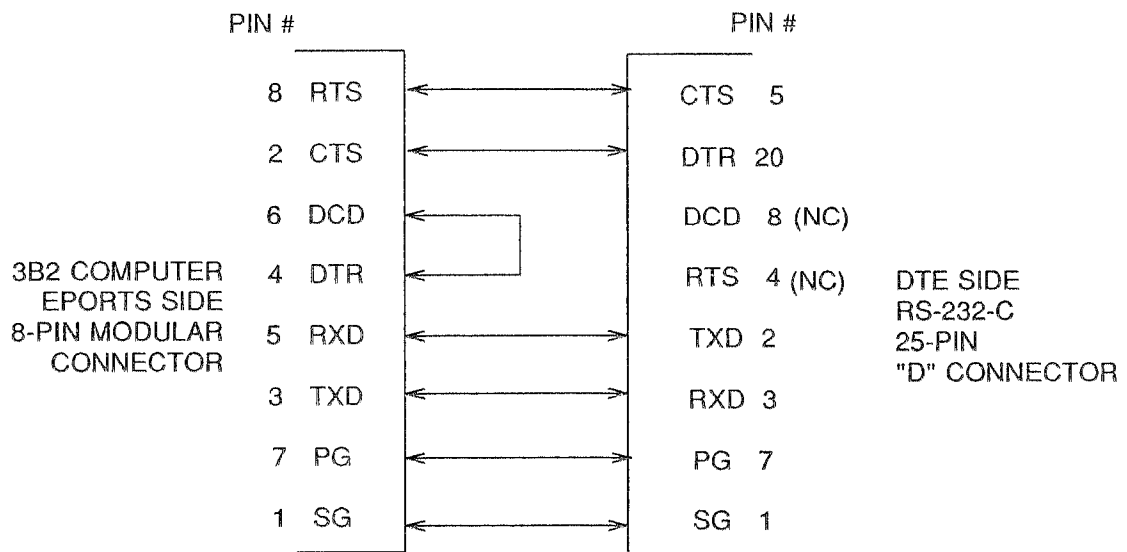 PIN # PIN #
8 RTS CTS 5
2 CTS DTR 20
6 DCD DCD 8 (NC)
4 DTR RTS 4 (NC)
5 RXD TXD 2
3 TXD RXD 3
7 PG PG 7
1 SG SG 1
3B2 COMPUTER
EPORTS SIDE
8-PIN MODULAR
CONNECTOR
DTE SIDE
RS-232-C
25-PIN
"D" CONNECTOR